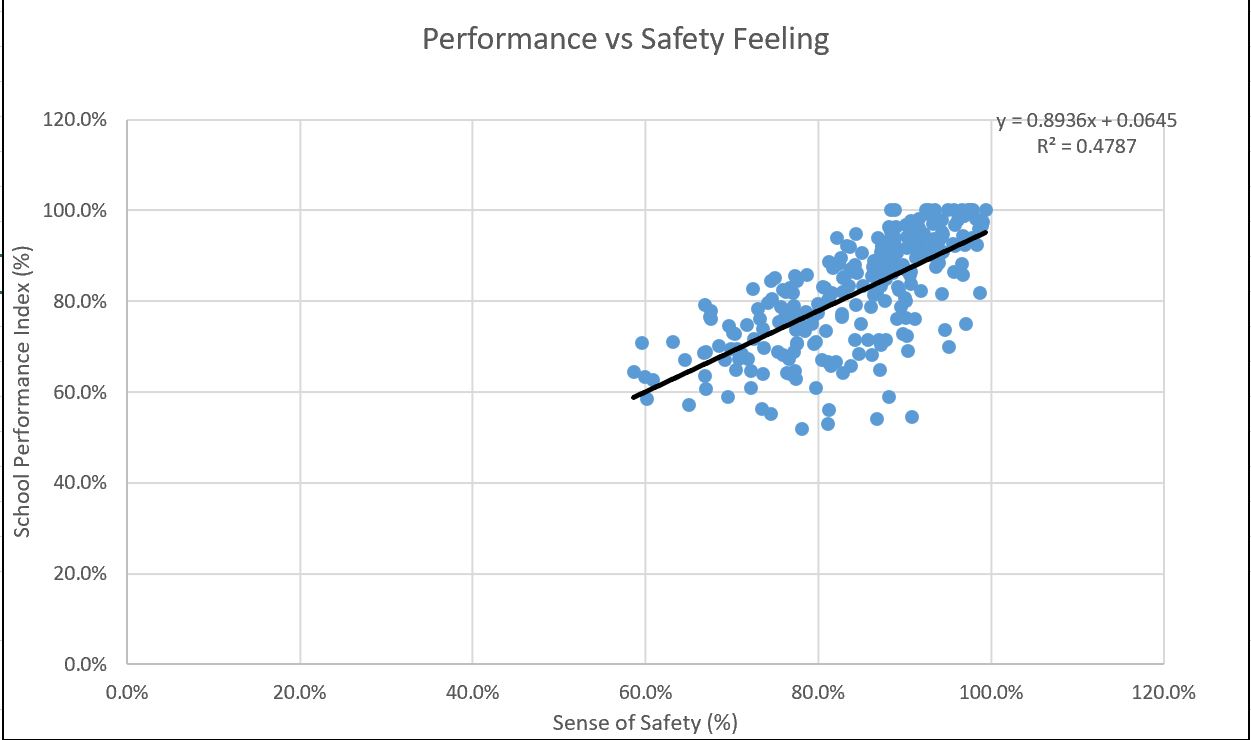 Performance vs Safety Feeling
y = 0.8936x + 0.0645
R² = 0.4787
School Performance Index (%)
120.0%
100.0%
80.0%
60.0%
40.0%
20.0%
0.0%
0.0% 20.0% 40.0% 60.0% 80.0% 100.0% 120.0%
Sense of Safety (%)